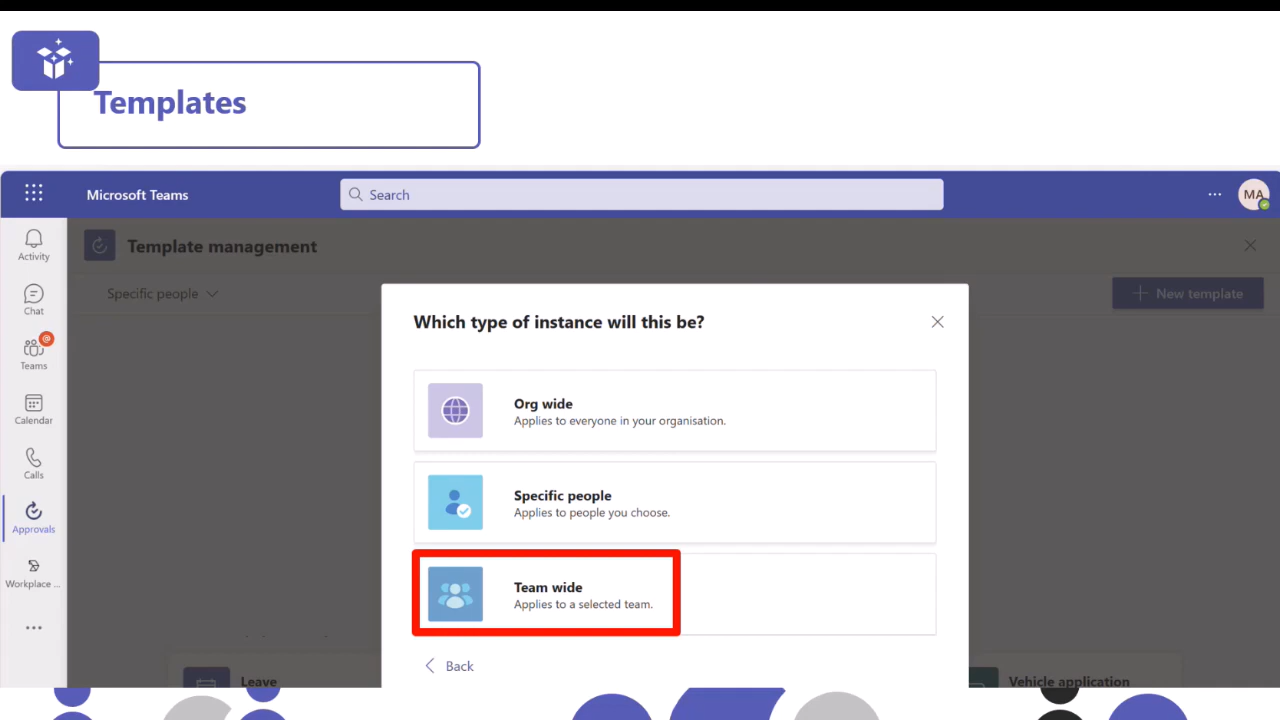 Templates
Microsoft Teams
Search
MA
Activity
Chat
Teams
Calendar
Calls
Approvals
Workplace ...
Template management
Specific people
New template
Which type of instance will this be?
Org wide
Applies to everyone in your organisation.
Specific people
Applies to people you choose.
Team wide
Applies to a selected team.
Back
Leave
Vehicle application